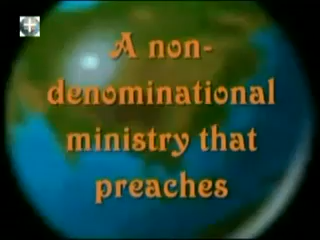 A non-
denominational
ministry that
preaches